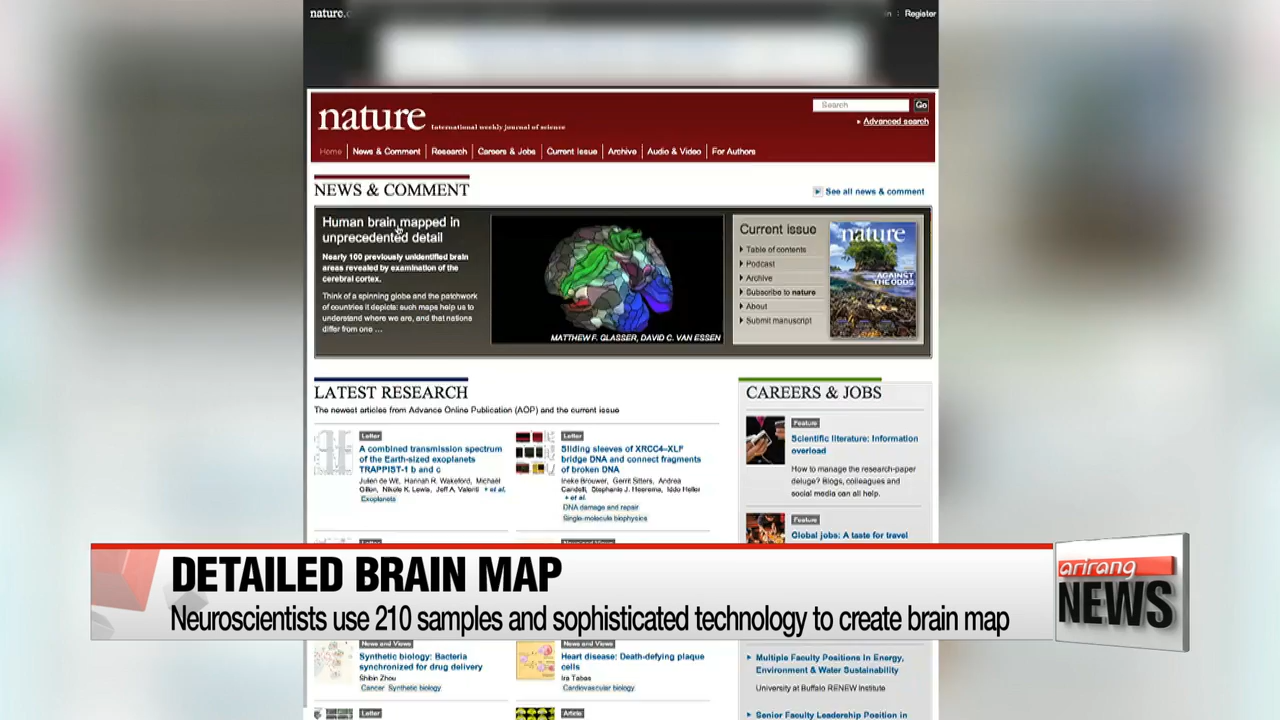 nature.
Register
nature International weekly journal of science
Search Go
Advanced search
Home News & Comment Research Careers & Jobs Current Issue Archive Audio & Video For Authors
NEWS & COMMENT
See all news & comment
Human brain mapped in
unprecedented detail
Nearly 100 previously unidentified brain
areas revealed by examination of the
cerebral cortex.
Think of a spinning globe and the patchwork
of countries it depicts: such maps help us to
understand where we are, and that nations
differ from one ...
MATTHEW F. GLASSER, DAVID C. VAN ESSEN
Current issue
Table of contents
Podcast
Archive
Subscribe to nature
About
Submit manuscript
nature
AGAINST
THE ODDS
LATEST RESEARCH
The newest articles from Advance Online Publication (AOP) and the current issue
Letter
A combined transmission spectrum
of the Earth-sized exoplanets
TRAPPIST-1 b and c
Julien de Wit, Hannah R. Wakeford, Michaël
Gillon, Nikole K. Lewis, Jeff A. Valenti + et al.
Exoplanets
Letter
Sliding sleeves of XRCC4–XLF
bridge DNA and connect fragments
of broken DNA
Ineke Brouwer, Gerrit Sitters, Andrea
Candelli, Stephanie J. Heerema, Iddo Heller
+ et al.
DNA damage and repair
Single-molecule biophysics
CAREERS & JOBS
Feature
Scientific literature: Information
overload
How to manage the research-paper
deluge? Blogs, colleagues and
social media can all help.
Feature
Global jobs: A taste for travel
DETAILED BRAIN MAP
Neuroscientists use 210 samples and sophisticated technology to create brain map
arirang
NEWS
News and Views
Synthetic biology: Bacteria
synchronized for drug delivery
Shibin Zhou
Cancer Synthetic biology
News and Views
Heart disease: Death-defying plaque
cells
Ira Tabas
Cardiovascular biology
Multiple Faculty Positions in Energy,
Environment & Water Sustainability
University at Buffalo RENEW Institute
Letter
Article
Senior Faculty Leadership Position in